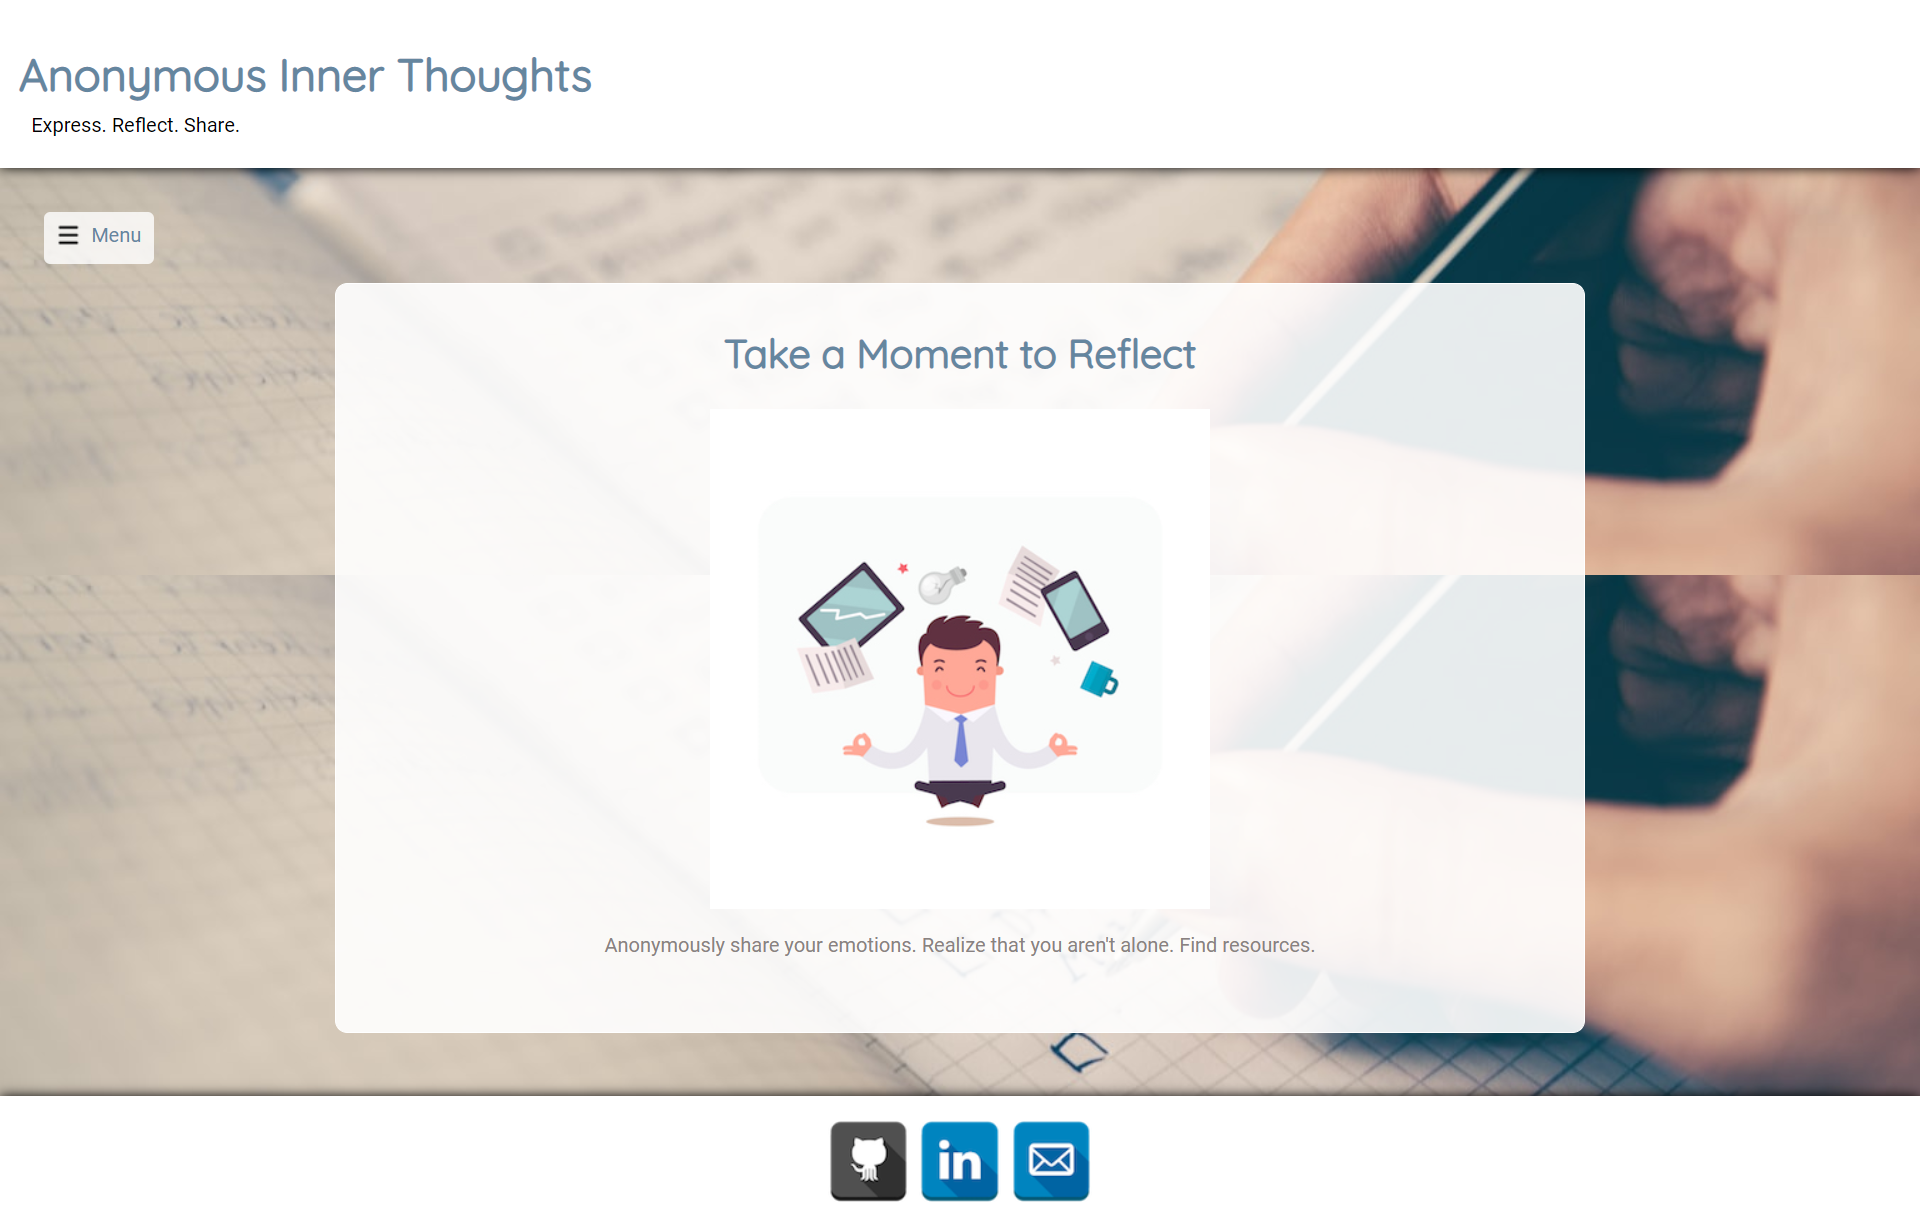 Anonymous Inner Thoughts
Express. Reflect. Share.
Menu
Take a Moment to Reflect
Anonymously share your emotions. Realize that you aren't alone. Find resources.
in